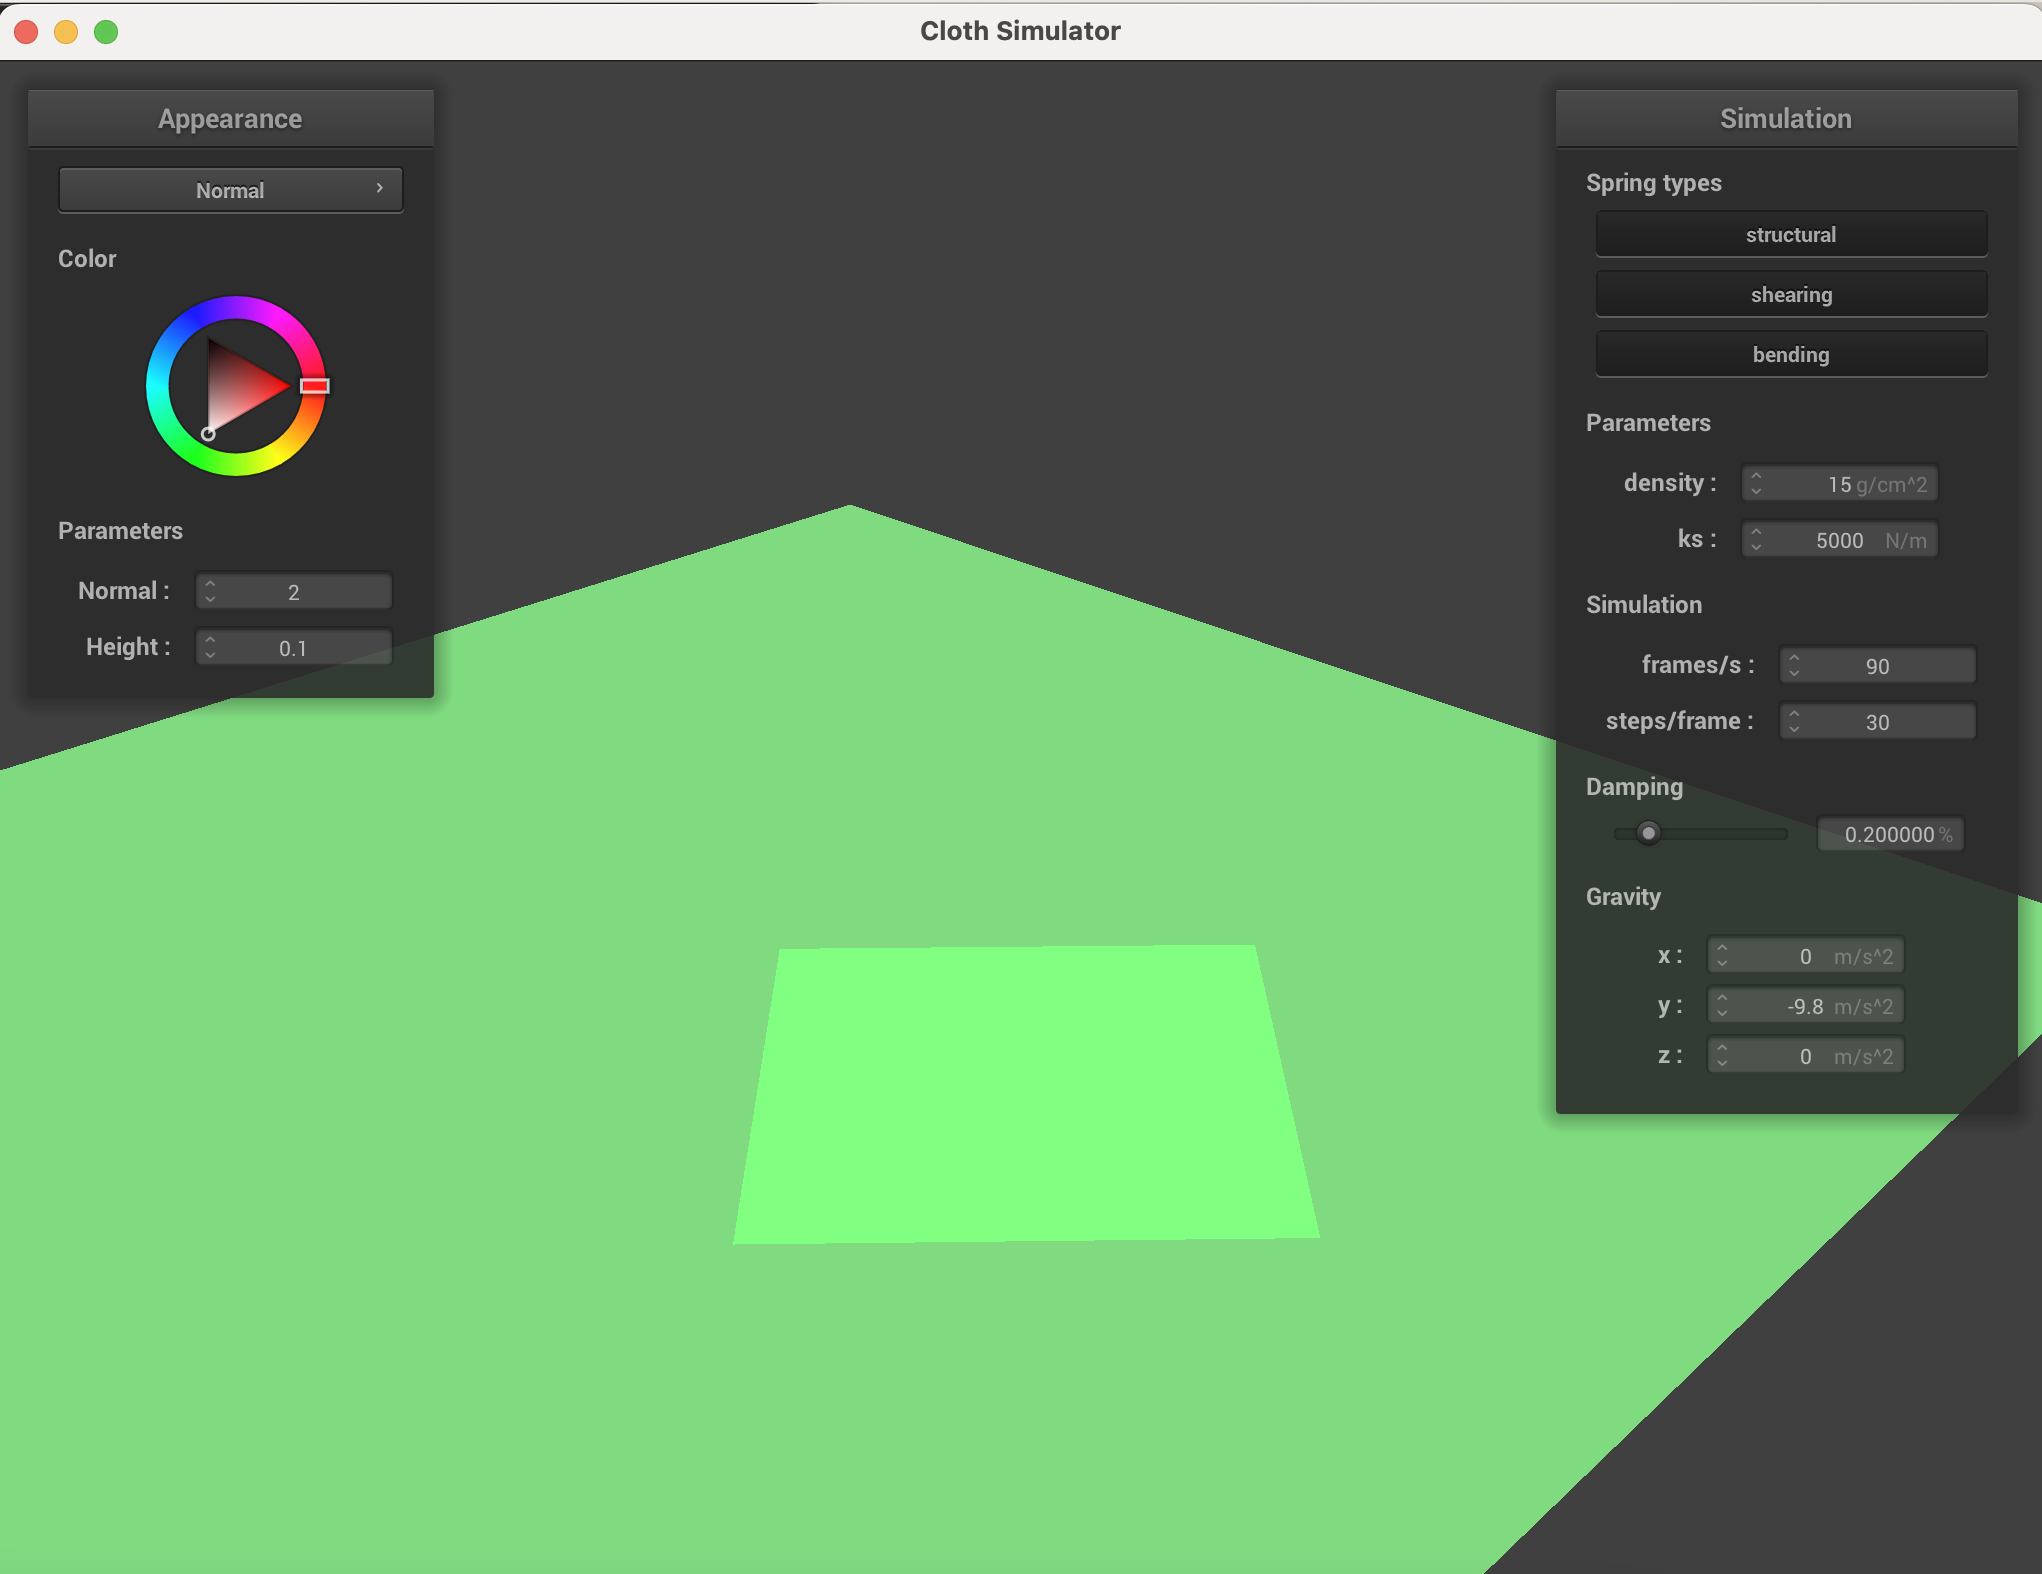 Cloth Simulator
Appearance
Normal
Color
Parameters
Normal : 2
Height : 0.1
Simulation
Spring types
structural
shearing
bending
Parameters
density : 15 g/cm^2
ks : 5000 N/m
Simulation
frames/s : 90
steps/frame : 30
Damping
0.200000 %
Gravity
x : 0 m/s^2
y : -9.8 m/s^2
z : 0 m/s^2